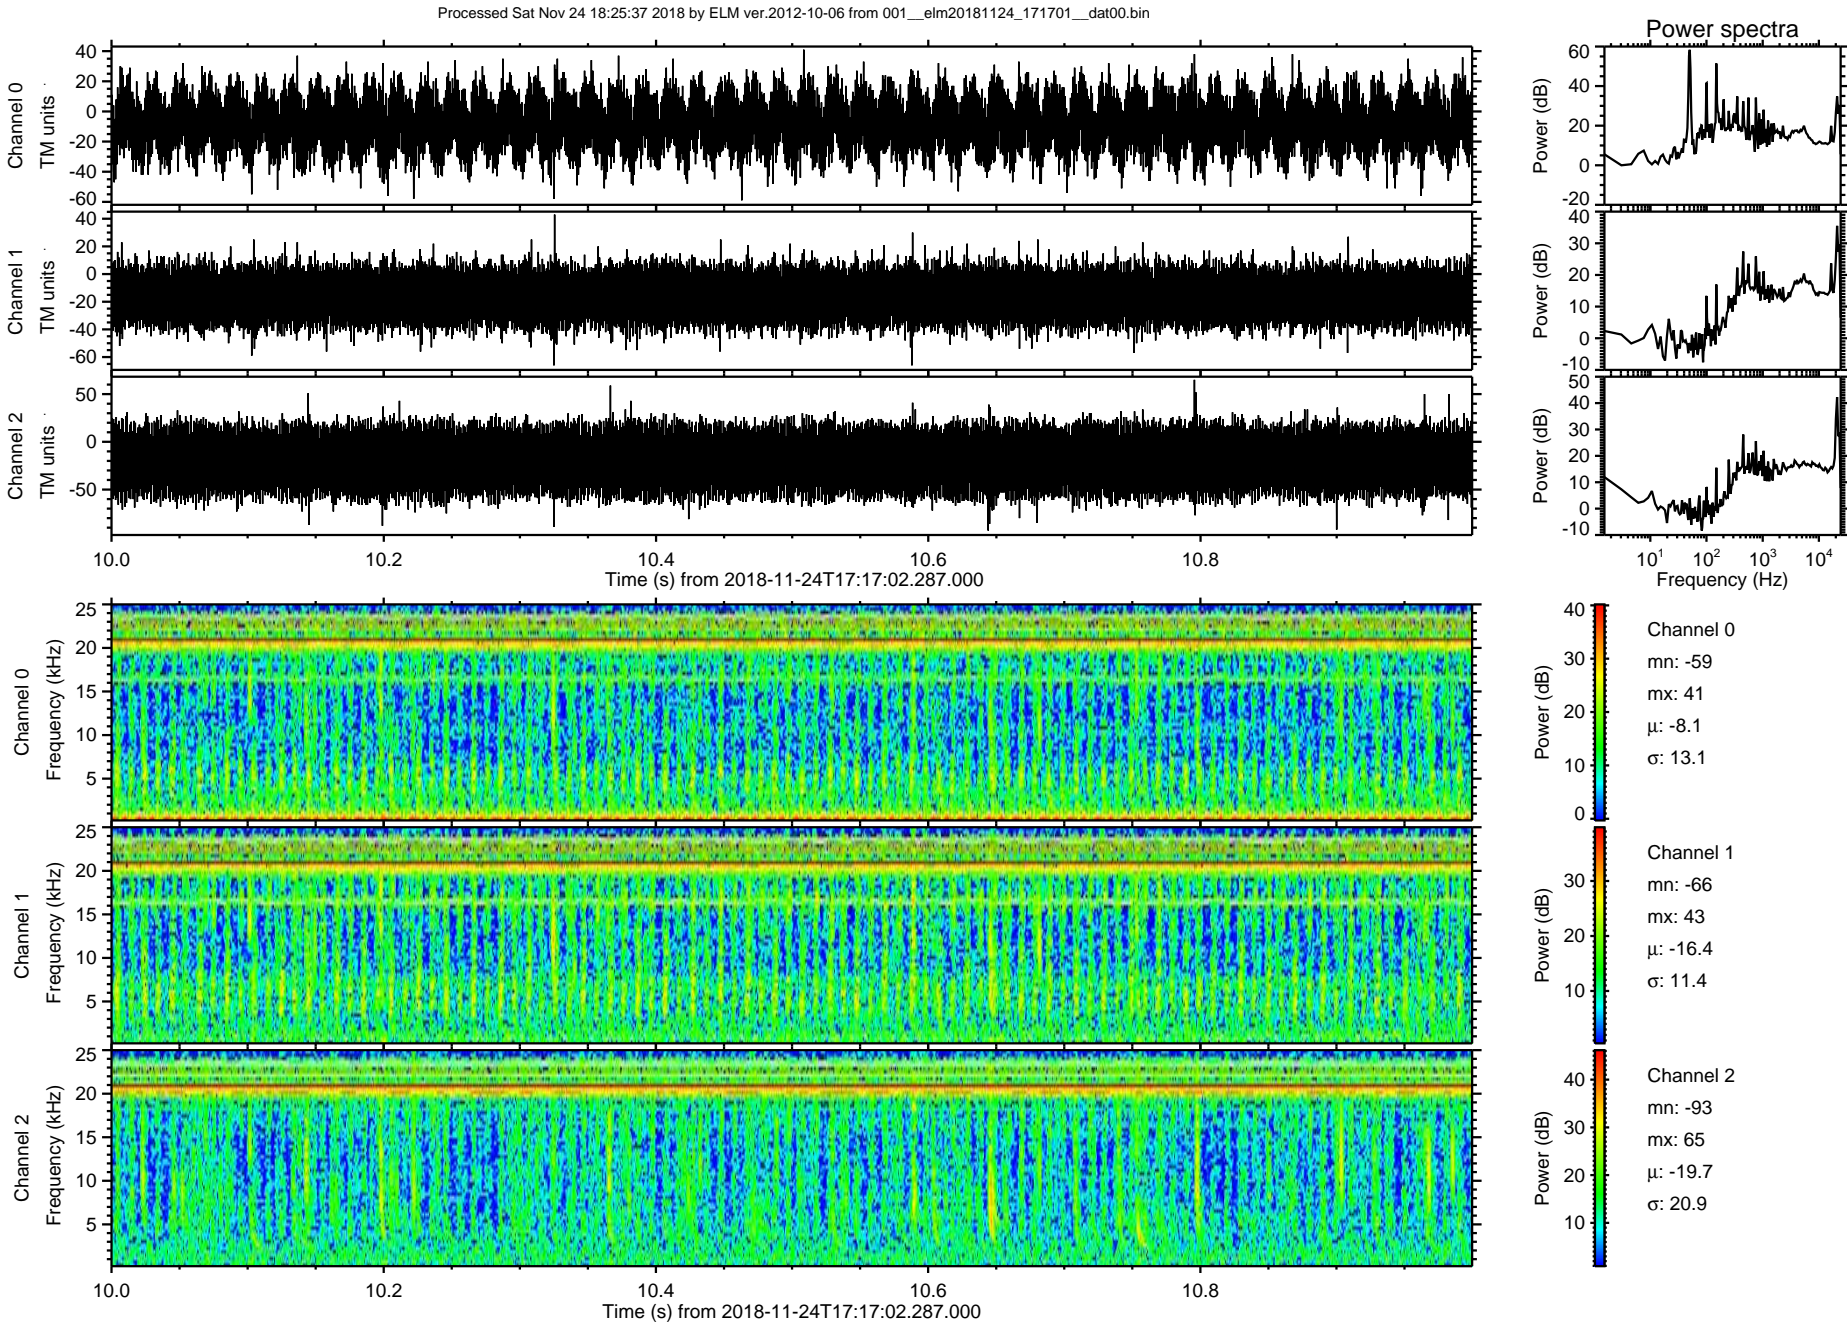 Processed Sat Nov 24 18:25:37 2018 by ELM ver.2012-10-06 from 001__elm20181124_171701__dat00.bin
Power spectra
Channel 0
TM units
40
20
0
-20
-40
-60
Power (dB)
60
40
20
0
-20
Channel 1
TM units
40
20
0
-20
-40
-60
Power (dB)
40
30
20
10
0
-10
Channel 2
TM units
50
0
-50
Power (dB)
50
40
30
20
10
0
-10
10.0 10.2 10.4 10.6 10.8
Time (s) from 2018-11-24T17:17:02.287.000
10¹ 10² 10³ 10⁴
Frequency (Hz)
Channel 0
Frequency (kHz)
25
20
15
10
5
Power (dB)
40
30
20
10
0
Channel 0
mn: -59
mx: 41
μ: -8.1
σ: 13.1
Channel 1
Frequency (kHz)
25
20
15
10
5
Power (dB)
30
20
10
Channel 1
mn: -66
mx: 43
μ: -16.4
σ: 11.4
Channel 2
Frequency (kHz)
25
20
15
10
5
Power (dB)
40
30
20
10
Channel 2
mn: -93
mx: 65
μ: -19.7
σ: 20.9
10.0 10.2 10.4 10.6 10.8
Time (s) from 2018-11-24T17:17:02.287.000